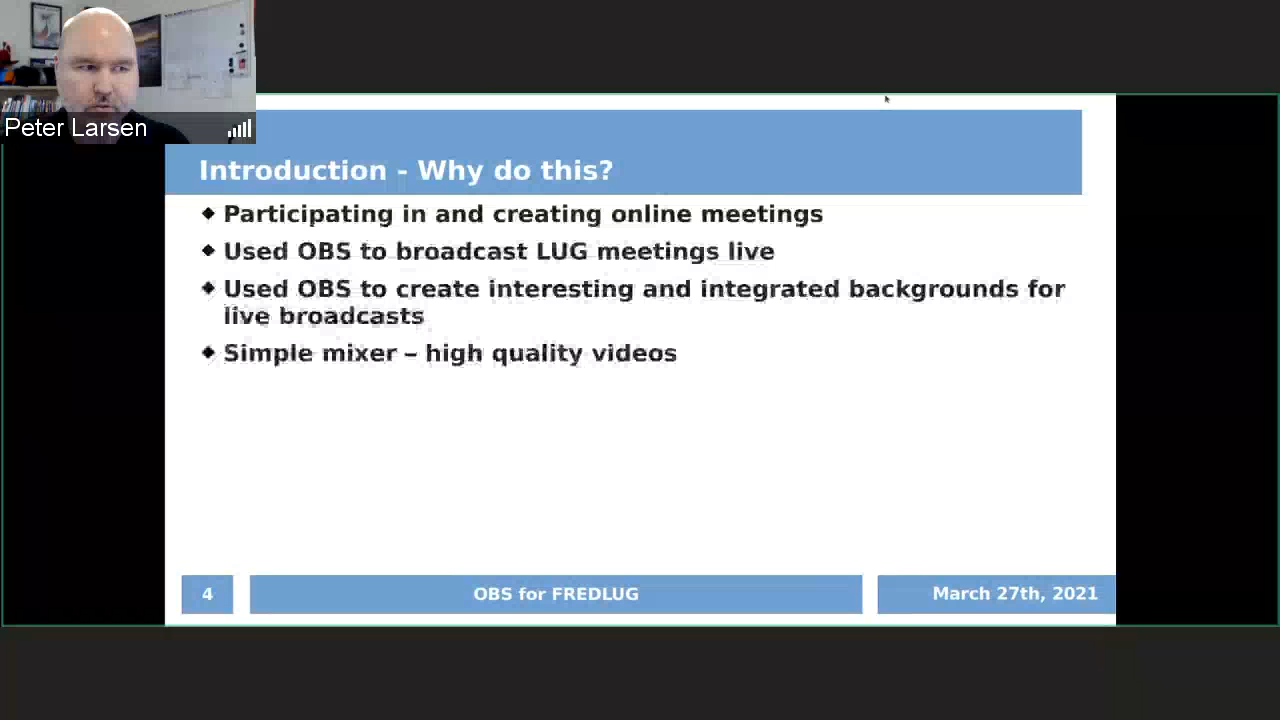 Peter Larsen
Introduction - Why do this?
Participating in and creating online meetings
Used OBS to broadcast LUG meetings live
Used OBS to create interesting and integrated backgrounds for
live broadcasts
Simple mixer – high quality videos
4
OBS for FREDLUG
March 27th, 2021